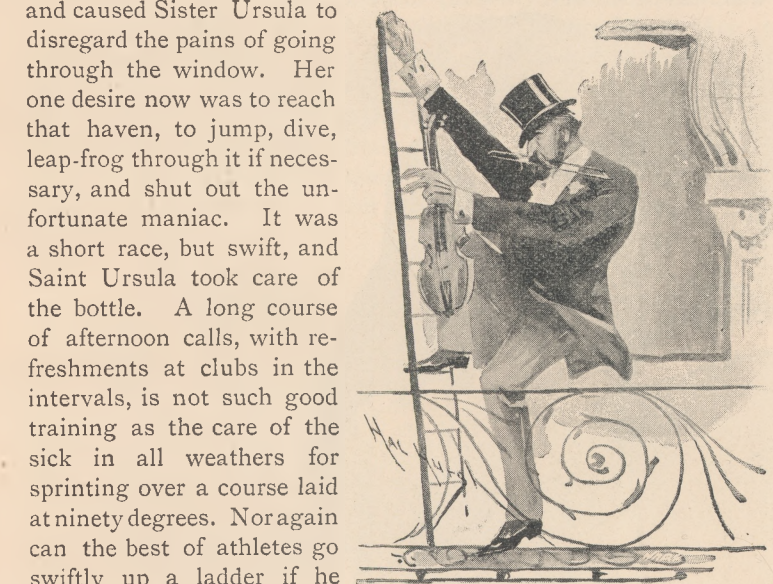 and caused Sister Ursula to
disregard the pains of going
through the window. Her
one desire now was to reach
that haven, to jump, dive,
leap-frog through it if neces-
sary, and shut out the un-
fortunate maniac. It was
a short race, but swift, and
Saint Ursula took care of
the bottle. A long course
of afternoon calls, with re-
freshments at clubs in the
intervals, is not such good
training as the care of the
sick in all weathers for
sprinting over a course laid
at ninety degrees. Nor again
can the best of athletes go
swiftly up a ladder if he